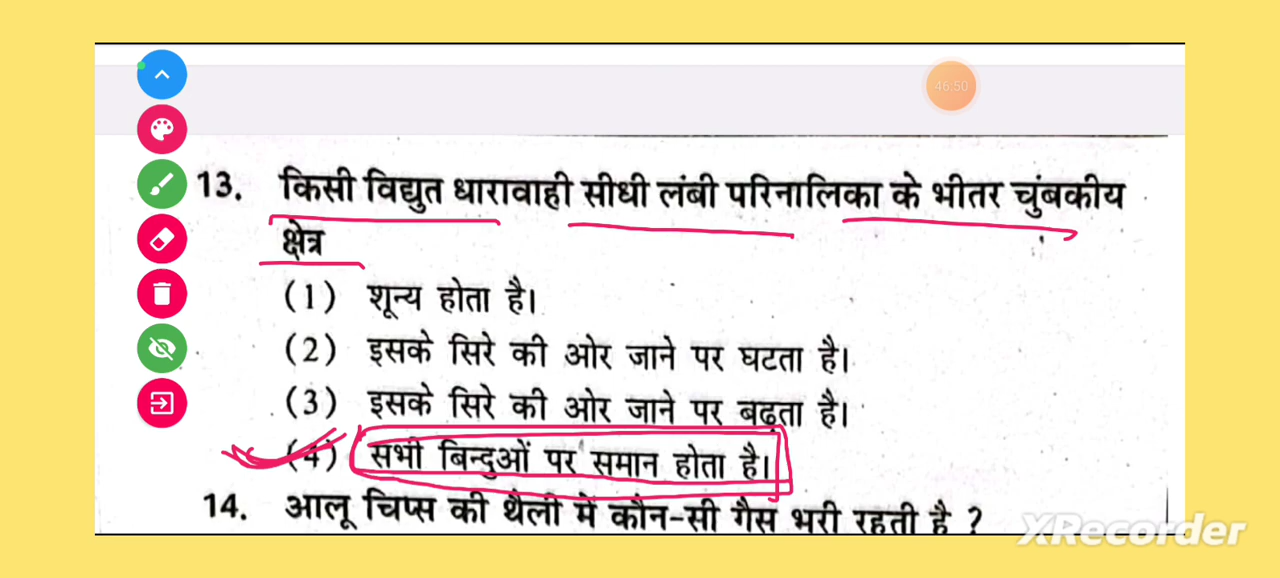 46:50
13. किसी विद्युत धारावाही सीधी लंबी परिनालिका के भीतर चुंबकीय
क्षेत्र
(1) शून्य होता है।
(2) इसके सिरे की ओर जाने पर घटता है।
(3) इसके सिरे की ओर जाने पर बढ़ता है।
(4) सभी बिन्दुओं पर समान होता है।
14. आलू चिप्स की थैली में कौन-सी गैस भरी रहती है ?
XRecorder